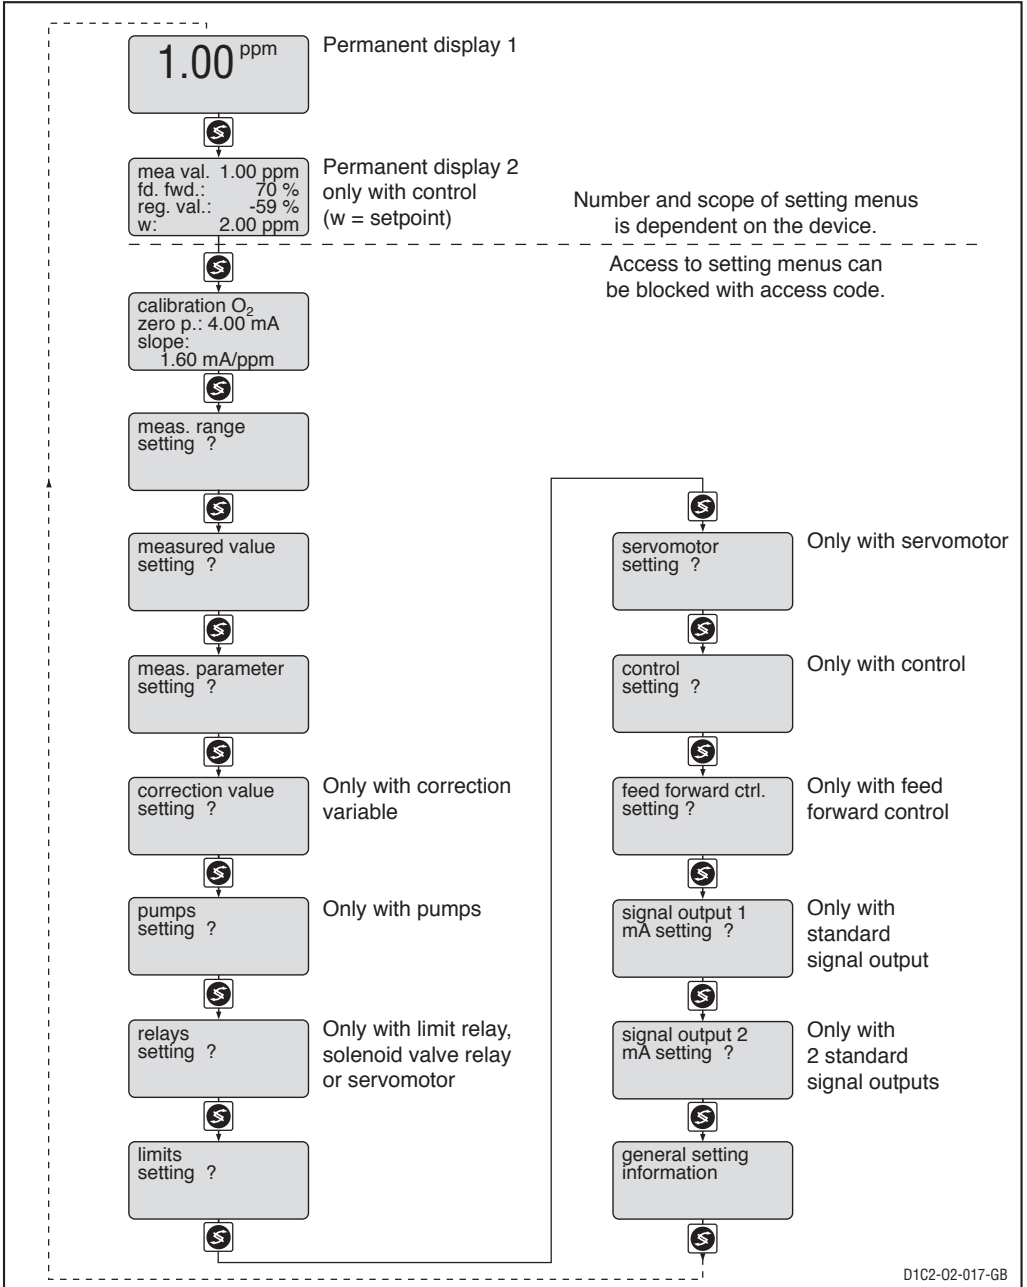 1.00 ppm
Permanent display 1
mea val. 1.00 ppm
fd. fwd.: 70 %
reg. val.: -59 %
w: 2.00 ppm
Permanent display 2
only with control
(w = setpoint)
Number and scope of setting menus
is dependent on the device.
Access to setting menus can
be blocked with access code.
calibration O₂
zero p.: 4.00 mA
slope:
1.60 mA/ppm
meas. range
setting ?
measured value
setting ?
meas. parameter
setting ?
correction value
setting ?
Only with correction
variable
pumps
setting ?
Only with pumps
relays
setting ?
Only with limit relay,
solenoid valve relay
or servomotor
limits
setting ?
servomotor
setting ?
Only with servomotor
control
setting ?
Only with control
feed forward ctrl.
setting ?
Only with feed
forward control
signal output 1
mA setting ?
Only with
standard
signal output
signal output 2
mA setting ?
Only with
2 standard
signal outputs
general setting
information
D1C2-02-017-GB